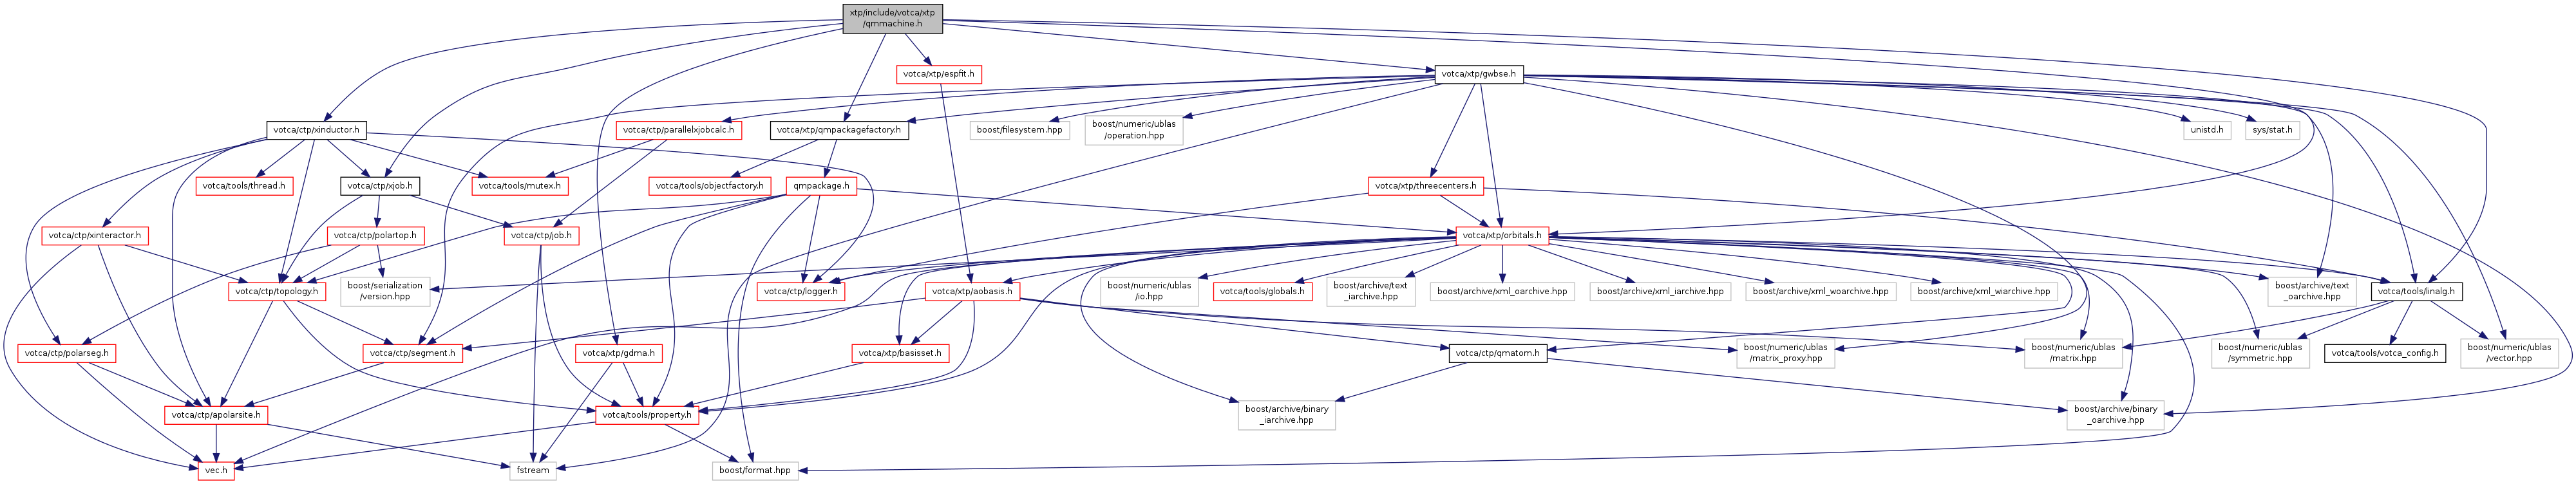 xtp/include/votca/xtp
/qmmachine.h
votca/xtp/espfit.h
votca/xtp/gwbse.h
votca/ctp/xinductor.h
votca/ctp/parallelxjobcalc.h
votca/xtp/qmpackagefactory.h
boost/filesystem.hpp
boost/numeric/ublas
/operation.hpp
unistd.h
sys/stat.h
votca/tools/thread.h
votca/ctp/xjob.h
votca/tools/mutex.h
votca/tools/objectfactory.h
qmpackage.h
votca/xtp/threecenters.h
votca/ctp/xinteractor.h
votca/ctp/polartop.h
votca/ctp/job.h
votca/xtp/orbitals.h
votca/ctp/topology.h
boost/serialization
/version.hpp
votca/ctp/logger.h
votca/xtp/aobasis.h
boost/numeric/ublas
/io.hpp
votca/tools/globals.h
boost/archive/text
_iarchive.hpp
boost/archive/xml_oarchive.hpp
boost/archive/xml_iarchive.hpp
boost/archive/xml_woarchive.hpp
boost/archive/xml_wiarchive.hpp
boost/archive/text
_oarchive.hpp
votca/tools/linalg.h
votca/ctp/polarseg.h
votca/ctp/segment.h
votca/xtp/gdma.h
votca/xtp/basisset.h
votca/ctp/qmatom.h
boost/numeric/ublas
/matrix_proxy.hpp
boost/numeric/ublas
/matrix.hpp
boost/numeric/ublas
/symmetric.hpp
votca/tools/votca_config.h
boost/numeric/ublas
/vector.hpp
votca/ctp/apolarsite.h
votca/tools/property.h
boost/archive/binary
_iarchive.hpp
boost/archive/binary
_oarchive.hpp
vec.h
fstream
boost/format.hpp